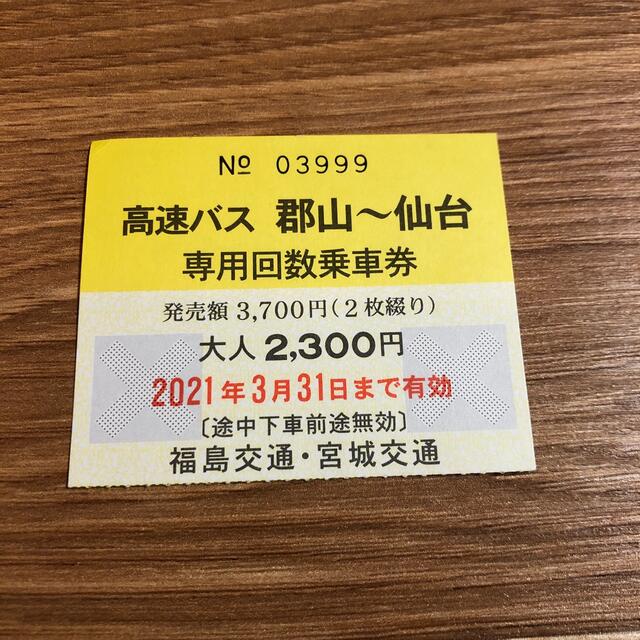 № 03999
高速バス 郡山～仙台
専用回数乗車券
発売額 3,700円(2枚綴り)
大人 2,300円
2021年3月31日まで有効
〔途中下車前途無効〕
福島交通・宮城交通